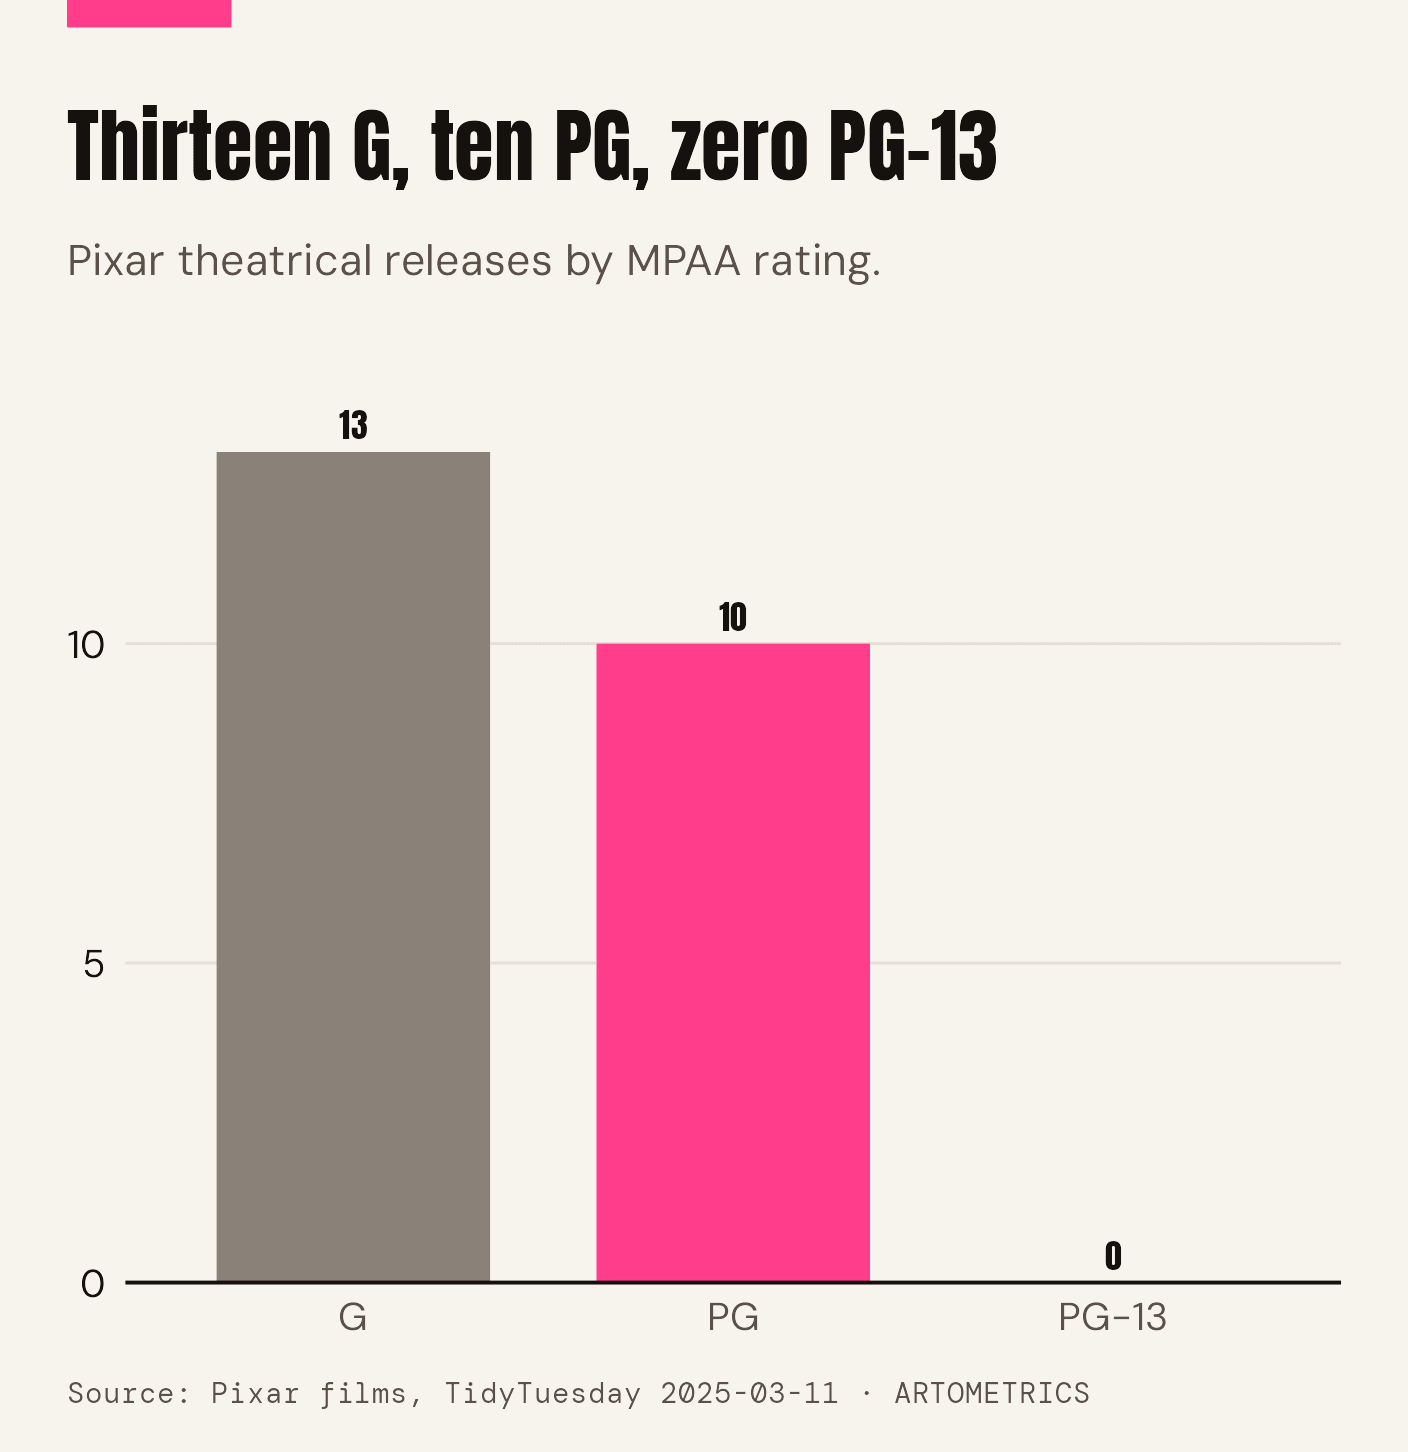 Thirteen G, ten PG, zero PG-13
Pixar theatrical releases by MPAA rating.
13
10
10
5
0
0
G PG PG-13
Source: Pixar films, TidyTuesday 2025-03-11 · ARTOMETRICS